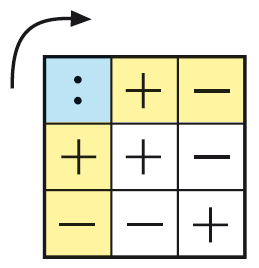 : + −
+ + −
− − +